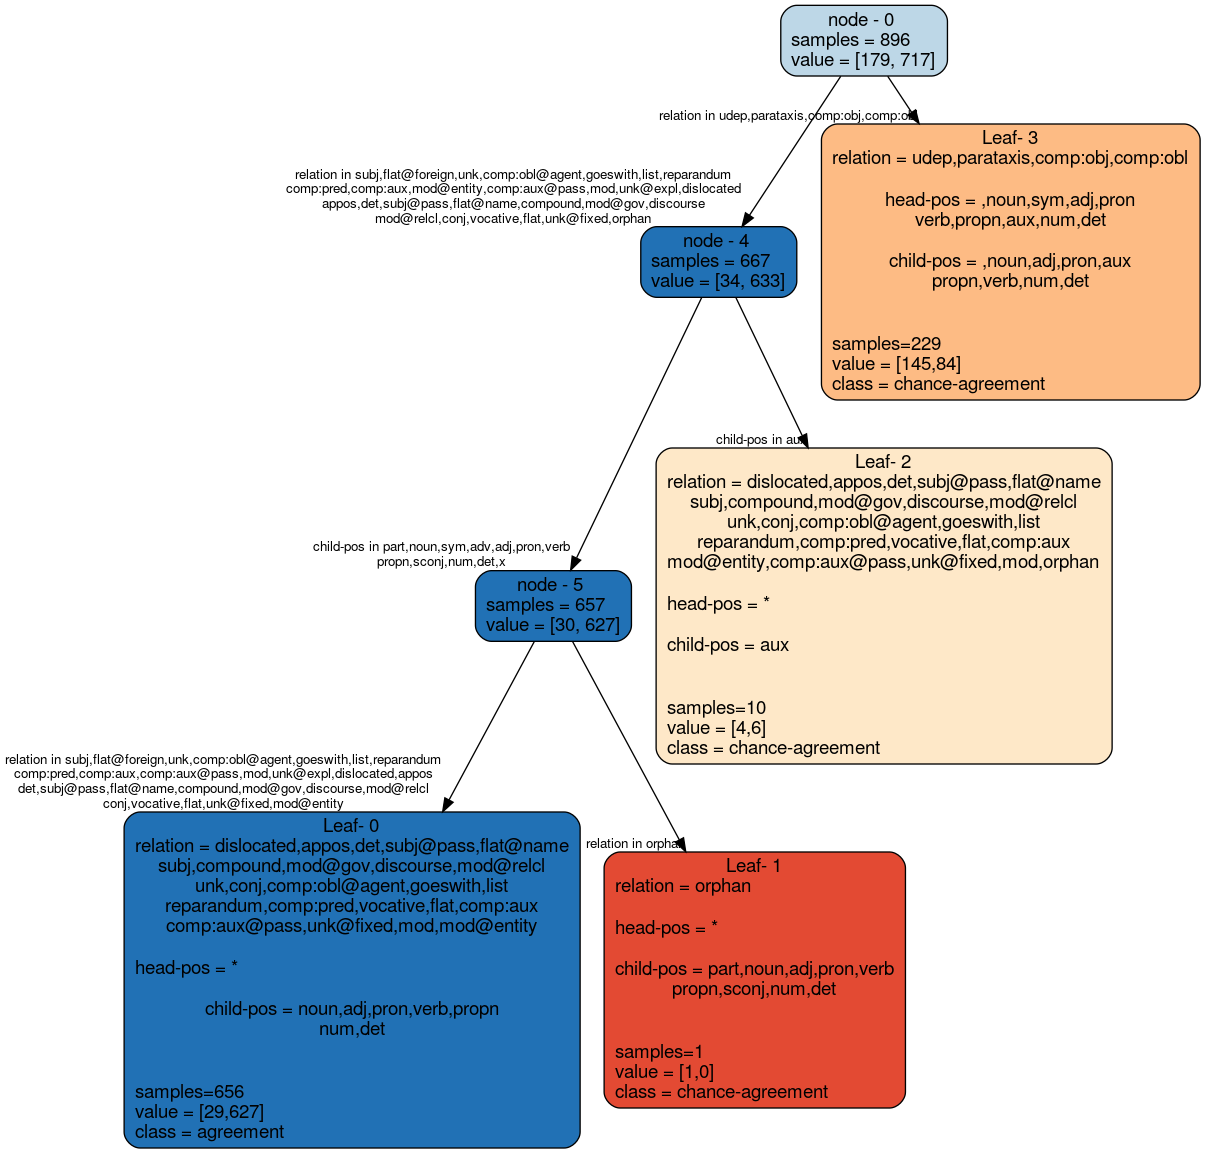 node - 0
samples = 896
value = [179, 717]
relation in udep,parataxis,comp:obj,comp:obl
Leaf- 3
relation = udep,parataxis,comp:obj,comp:obl
head-pos = ,noun,sym,adj,pron
verb,propn,aux,num,det
child-pos = ,noun,adj,pron,aux
propn,verb,num,det
samples=229
value = [145,84]
class = chance-agreement
relation in subj,flat@foreign,unk,comp:obl@agent,goeswith,list,reparandum
comp:pred,comp:aux,mod@entity,comp:aux@pass,mod,unk@expl,dislocated
appos,det,subj@pass,flat@name,compound,mod@gov,discourse
mod@relcl,conj,vocative,flat,unk@fixed,orphan
node - 4
samples = 667
value = [34, 633]
child-pos in aux
Leaf- 2
relation = dislocated,appos,det,subj@pass,flat@name
subj,compound,mod@gov,discourse,mod@relcl
unk,conj,comp:obl@agent,goeswith,list
reparandum,comp:pred,vocative,flat,comp:aux
mod@entity,comp:aux@pass,unk@fixed,mod,orphan
head-pos = *
child-pos = aux
samples=10
value = [4,6]
class = chance-agreement
child-pos in part,noun,sym,adv,adj,pron,verb
propn,sconj,num,det,x
node - 5
samples = 657
value = [30, 627]
relation in subj,flat@foreign,unk,comp:obl@agent,goeswith,list,reparandum
comp:pred,comp:aux,comp:aux@pass,mod,unk@expl,dislocated,appos
det,subj@pass,flat@name,compound,mod@gov,discourse,mod@relcl
conj,vocative,flat,unk@fixed,mod@entity
Leaf- 0
relation = dislocated,appos,det,subj@pass,flat@name
subj,compound,mod@gov,discourse,mod@relcl
unk,conj,comp:obl@agent,goeswith,list
reparandum,comp:pred,vocative,flat,comp:aux
comp:aux@pass,unk@fixed,mod,mod@entity
head-pos = *
child-pos = noun,adj,pron,verb,propn
num,det
samples=656
value = [29,627]
class = agreement
relation in orphan
Leaf- 1
relation = orphan
head-pos = *
child-pos = part,noun,adj,pron,verb
propn,sconj,num,det
samples=1
value = [1,0]
class = chance-agreement